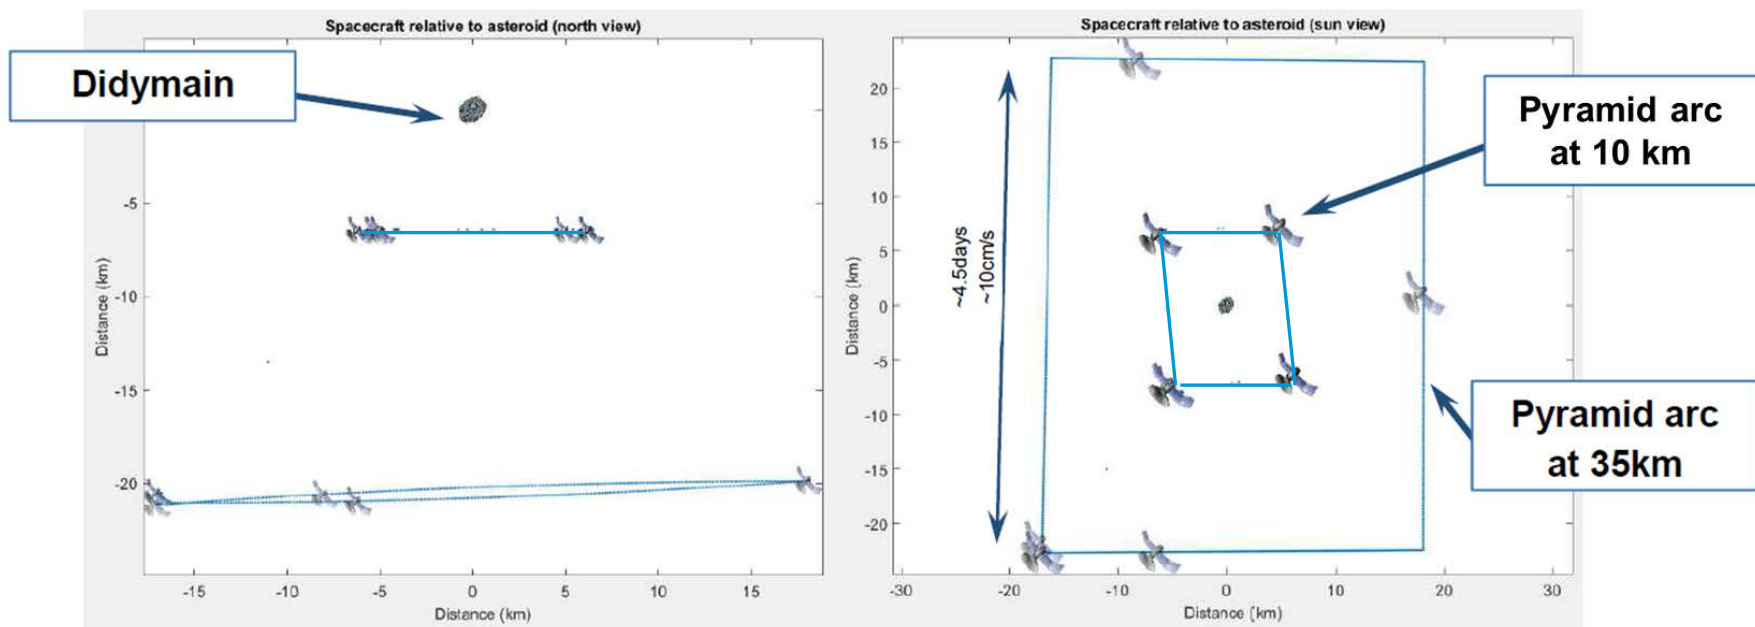 Spacecraft relative to asteroid (north view)
Didymain
-5
-10
-15
-20
Distance (km)
-15
-10
-5
0
5
10
15
Distance (km)
Spacecraft relative to asteroid (sun view)
20
15
10
5
0
-5
-10
-15
-20
Distance (km)
-30
-20
-10
0
10
20
30
Distance (km)
~4.5days
~10cm/s
Pyramid arc
at 10 km
Pyramid arc
at 35km